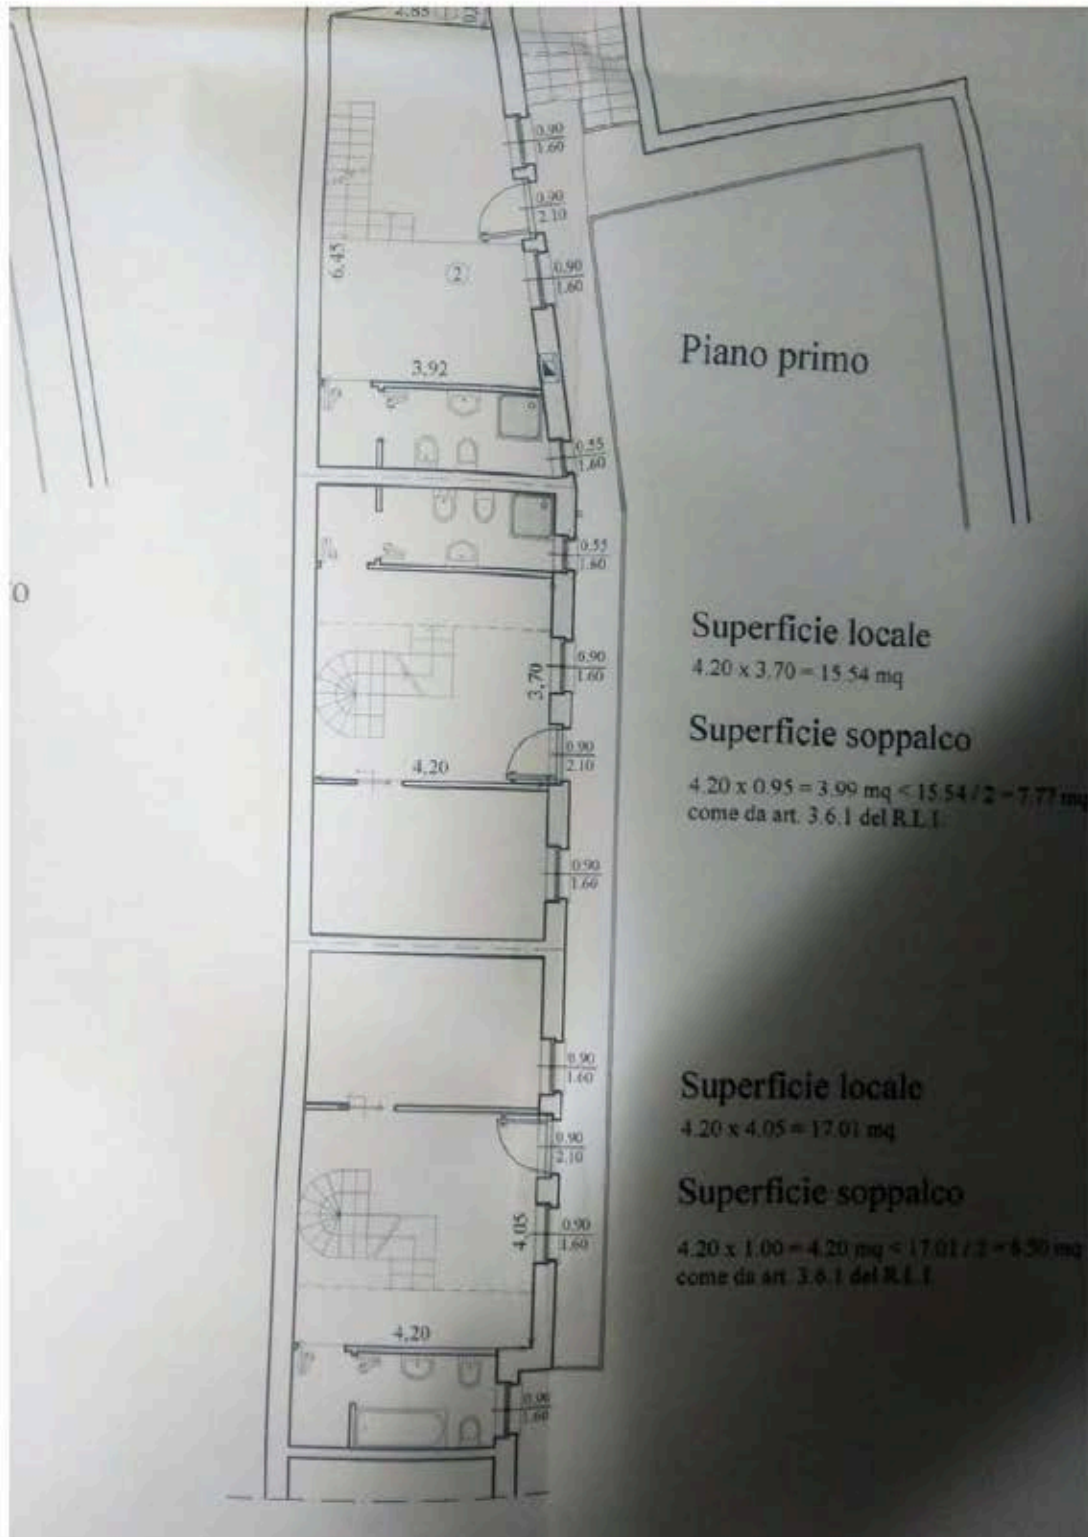 2.85
0.90
1.60
0.90
2.10
6.45
2
0.90
1.60
Piano primo
3,92
0.55
1.60
0.55
1.60
O
Superficie locale
4.20 x 3.70 = 15.54 mq
0.90
1.60
3,70
Superficie soppalco
0.90
2.10
4,20
4.20 x 0.95 = 3.99 mq < 15.54 / 2 = 7.77 mq
come da art. 3.6.1 del R.L.I.
0.90
1.60
0.90
1.60
Superficie locale
4.20 x 4.05 = 17.01 mq
0.90
2.10
Superficie soppalco
4,05
0.90
1.60
4.20 x 1.00 = 4.20 mq < 17.01 / 2 = 8.50 mq
come da art. 3.6.1 del R.L.I.
4,20
0.90
1.60